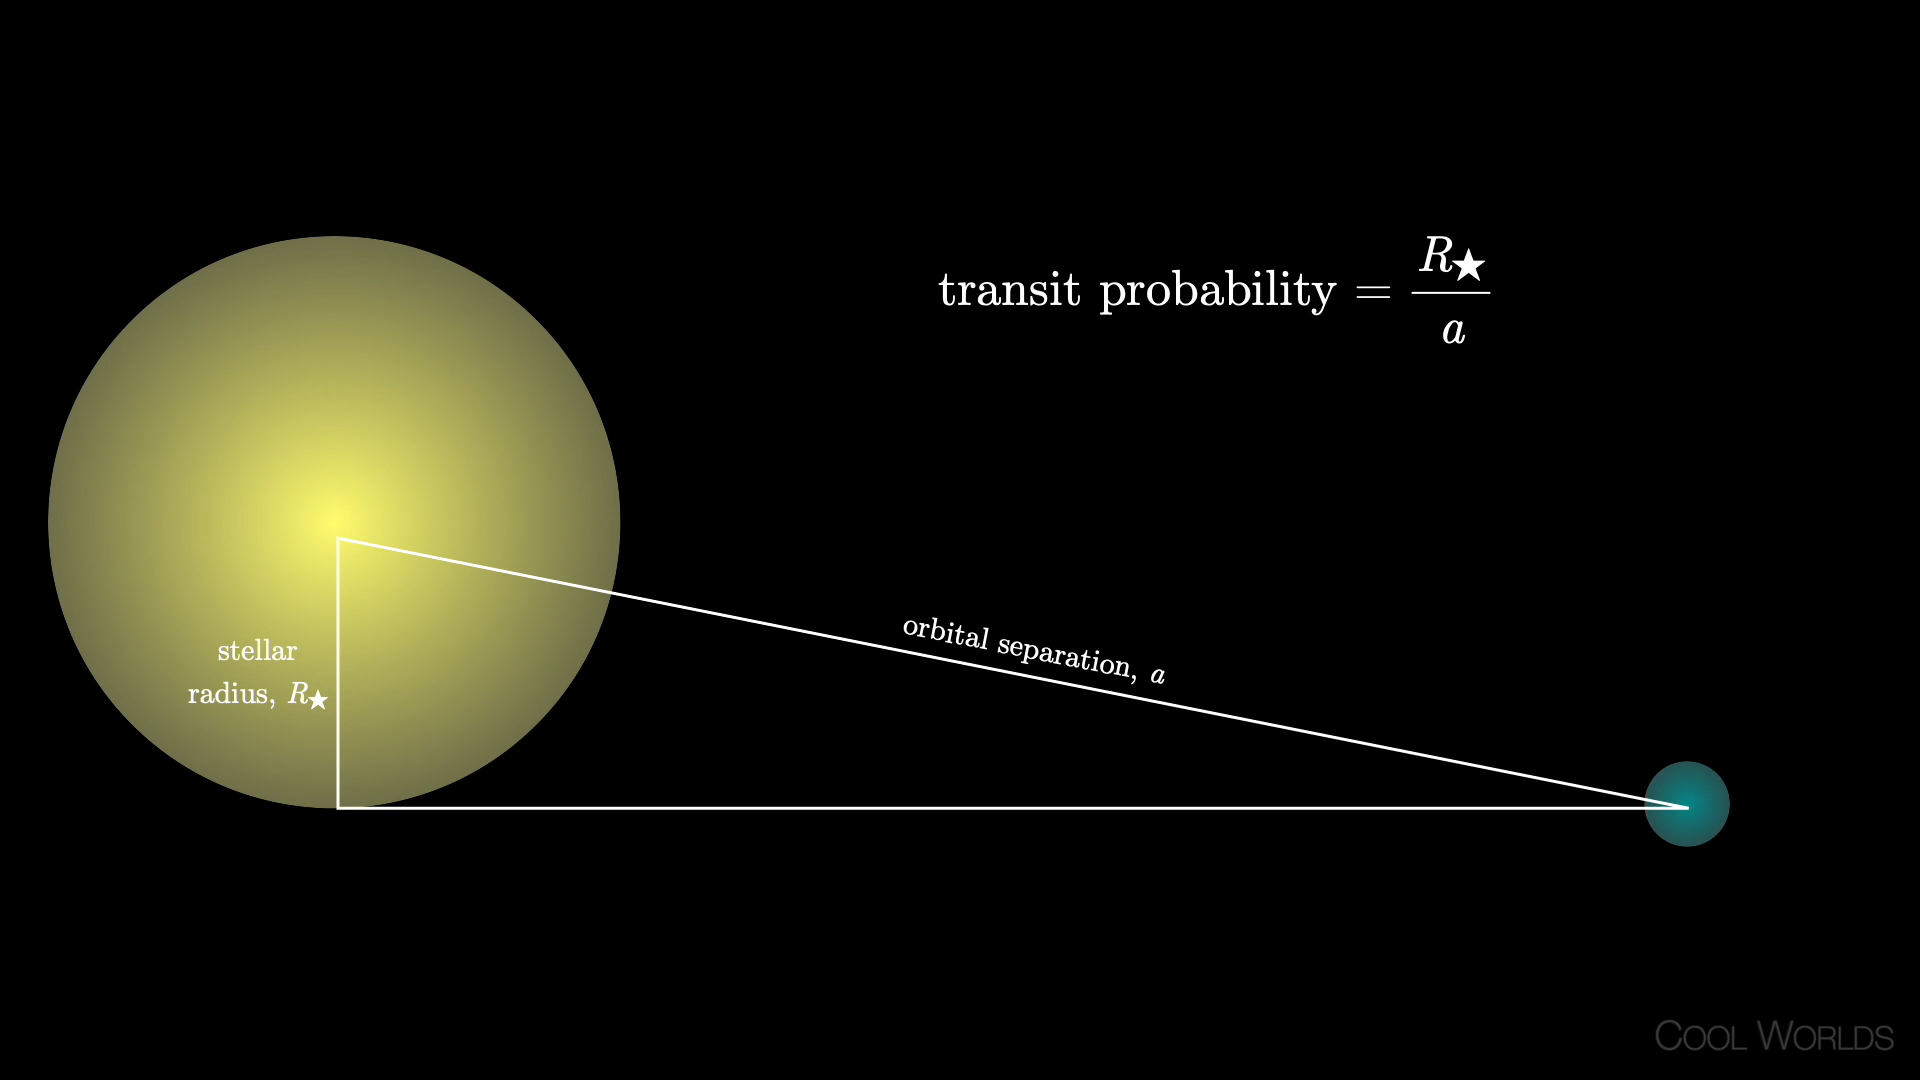 transit probability = R★ / a
stellar
radius, R★
orbital separation, a
COOL WORLDS